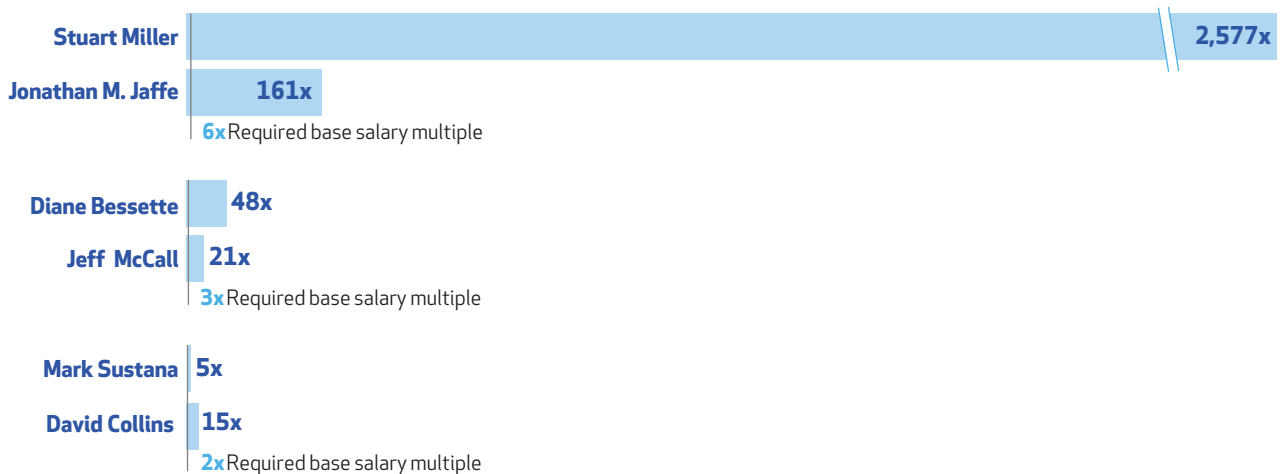 Stuart Miller 2,577x
Jonathan M. Jaffe 161x
6x Required base salary multiple
Diane Bessette 48x
Jeff McCall 21x
3x Required base salary multiple
Mark Sustana 5x
David Collins 15x
2x Required base salary multiple